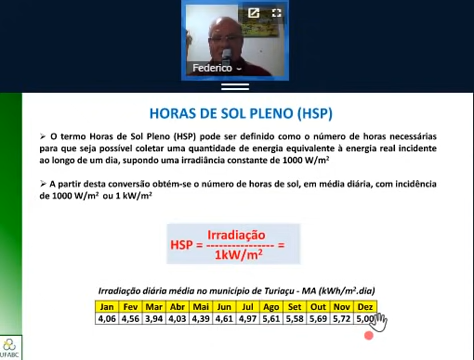 Federico
HORAS DE SOL PLENO (HSP)
➢ O termo Horas de Sol Pleno (HSP) pode ser definido como o número de horas necessárias
para que seja possível coletar uma quantidade de energia equivalente à energia real incidente
ao longo de um dia, supondo uma irradiância constante de 1000 W/m²
➢ A partir desta conversão obtém-se o número de horas de sol, em média diária, com incidência
de 1000 W/m² ou 1 kW/m²
Irradiação
HSP = ---------------- =
1kW/m²
Irradiação diária média no município de Turiaçu - MA (kWh/m².dia)
Jan Fev Mar Abr Mai Jun Jul Ago Set Out Nov Dez
4,06 4,56 3,94 4,03 4,39 4,61 4,97 5,61 5,58 5,69 5,72 5,00
UFABC